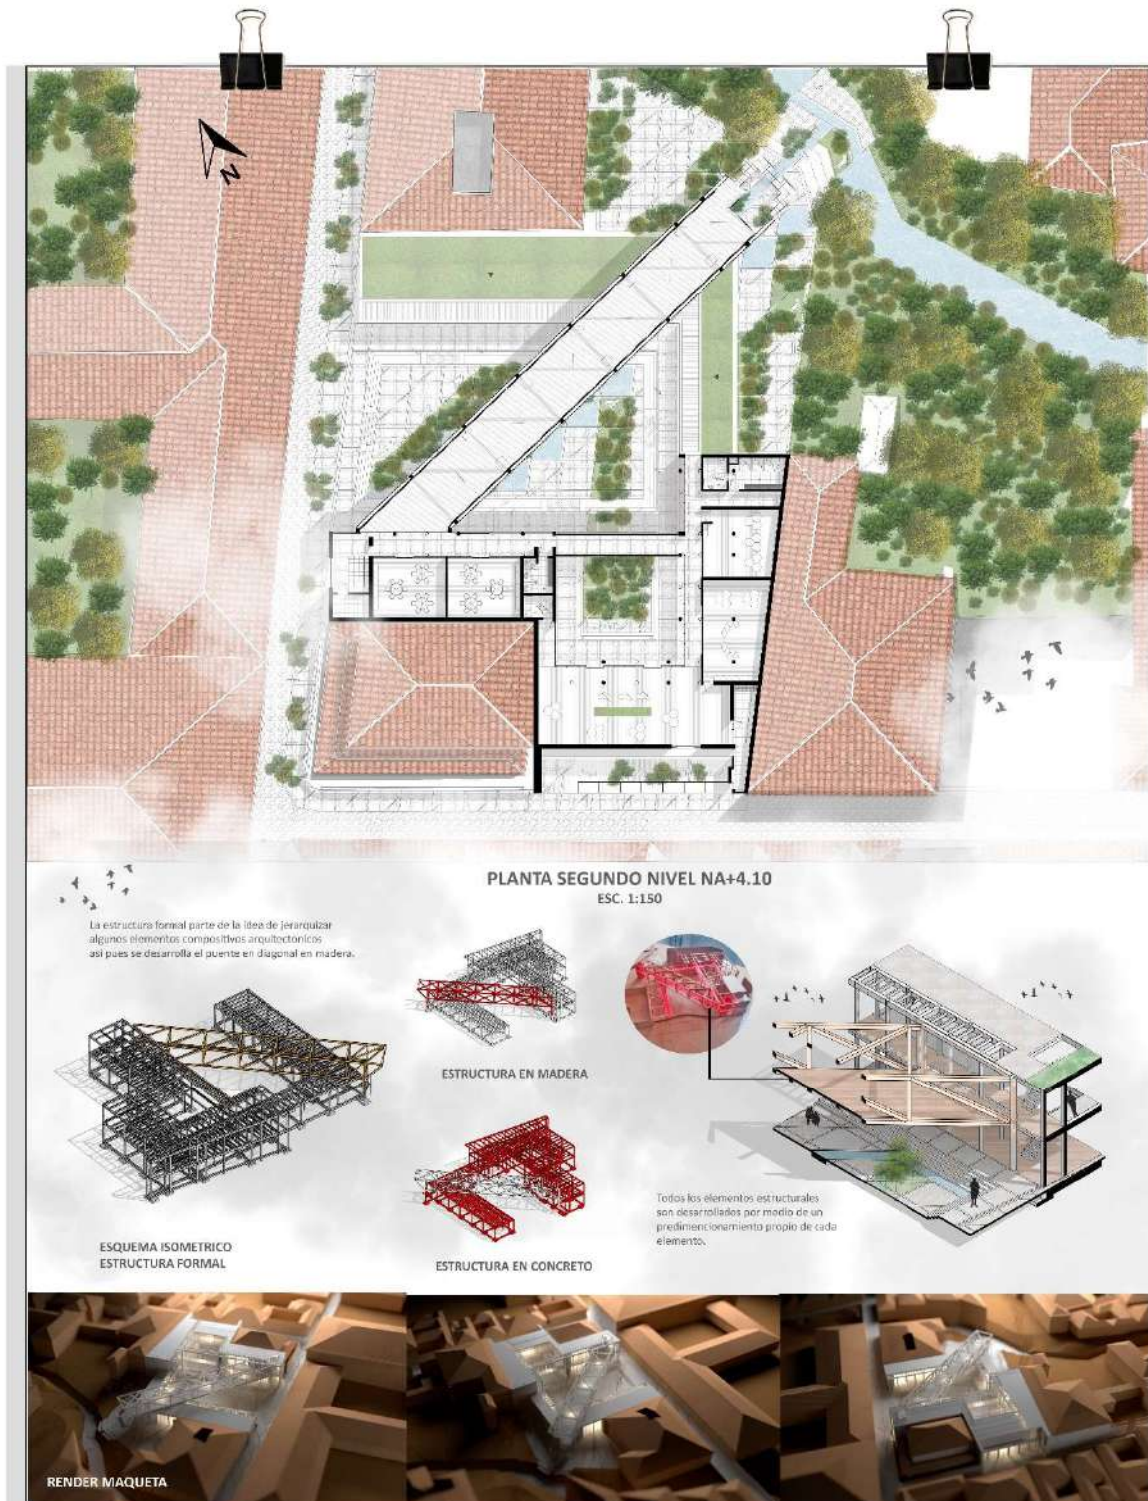 N
PLANTA SEGUNDO NIVEL NA+4.10
ESC. 1:150
La estructura formal parte de la idea de jerarquizar
algunos elementos compositivos arquitectonicos
asi pues se desarrolla el puente en diagonal en madera.
ESTRUCTURA EN MADERA
ESQUEMA ISOMETRICO
ESTRUCTURA FORMAL
ESTRUCTURA EN CONCRETO
Todos los elementos estructurales
son desarrollados por medio de un
predimencionamiento propio de cada
elemento.
RENDER MAQUETA